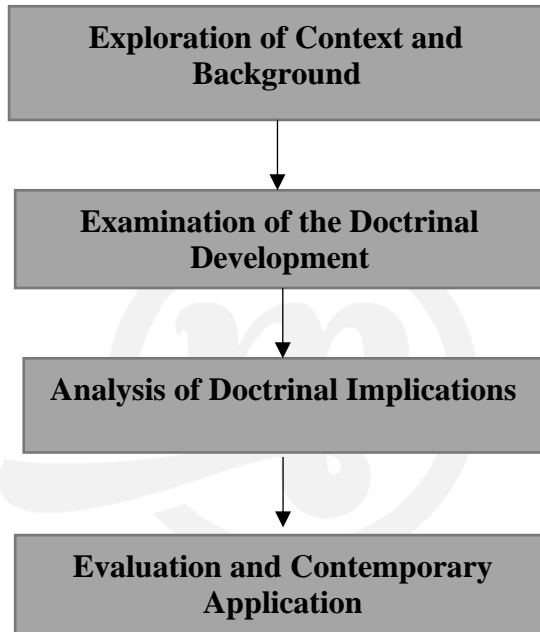 Exploration of Context and
Background
Examination of the Doctrinal
Development
Analysis of Doctrinal Implications
Evaluation and Contemporary
Application